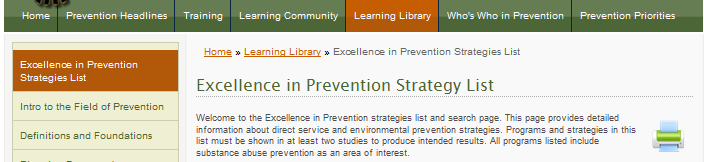 Home Prevention Headlines Training Learning Community Learning Library Who's Who in Prevention Prevention Priorities
Home » Learning Library » Excellence in Prevention Strategies List
Excellence in Prevention
Strategies List
Intro to the Field of Prevention
Definitions and Foundations
Excellence in Prevention Strategy List
Welcome to the Excellence in Prevention strategies list and search page. This page provides detailed
information about direct service and environmental prevention strategies. Programs and strategies in this
list must be shown in at least two studies to produce intended results. All programs listed include
substance abuse prevention as an area of interest.